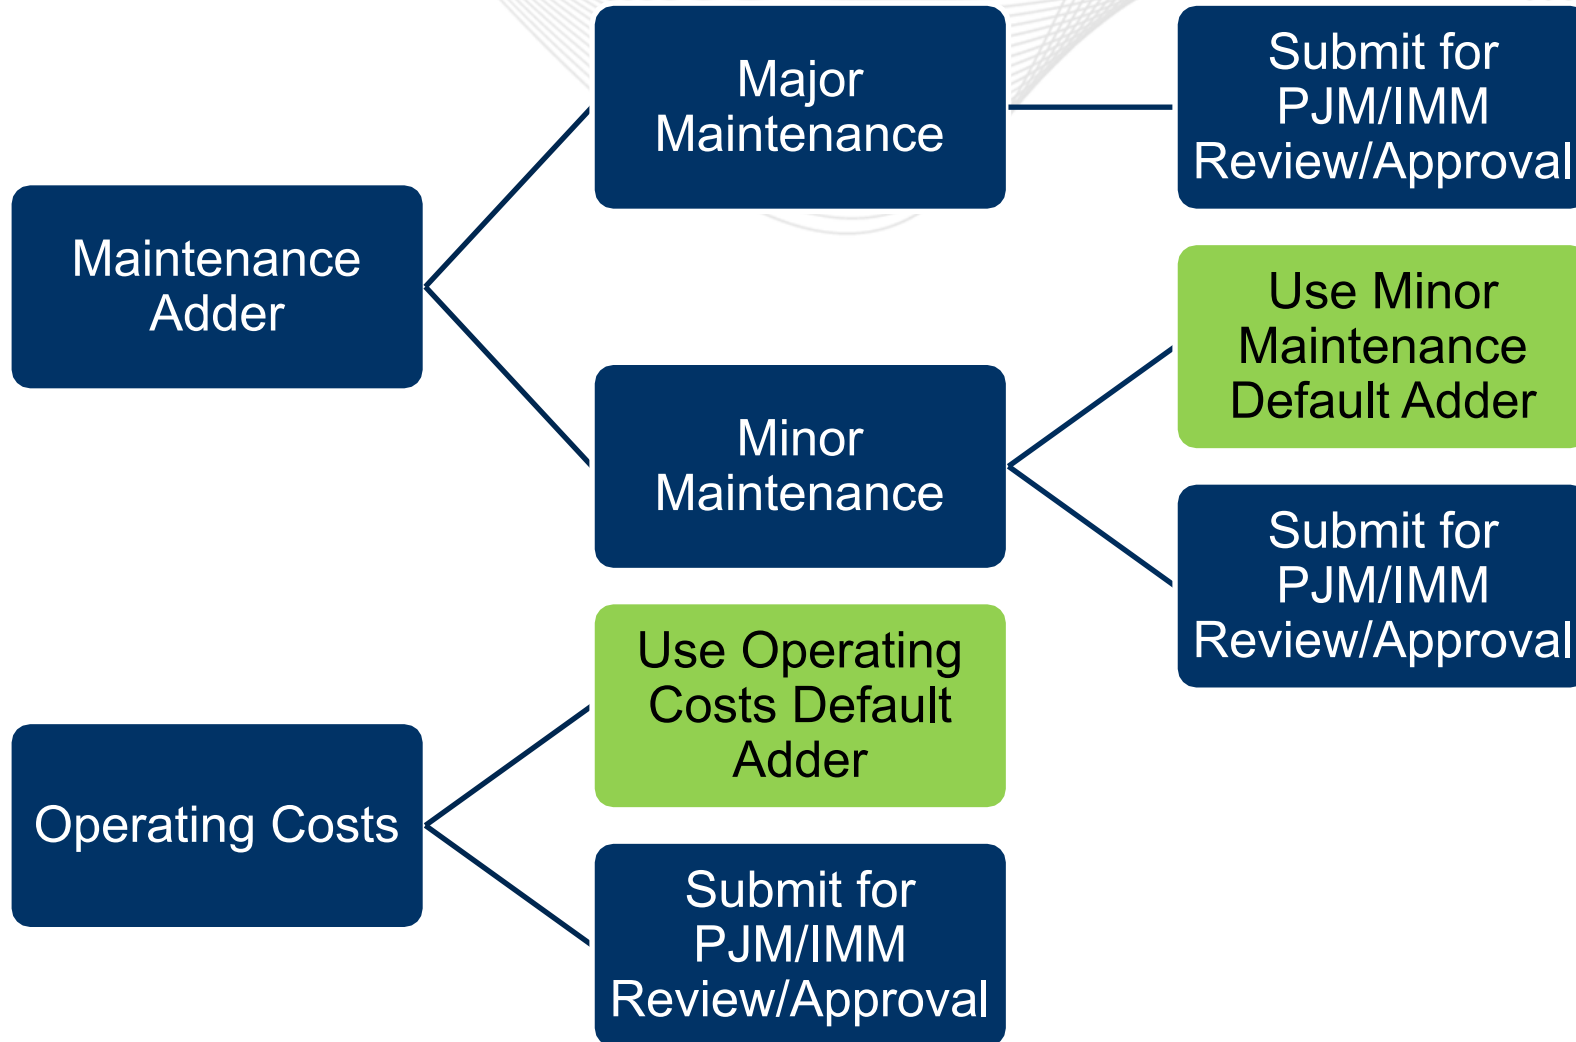 Maintenance
Adder
Major
Maintenance
Submit for
PJM/IMM
Review/Approval
Minor
Maintenance
Use Minor
Maintenance
Default Adder
Submit for
PJM/IMM
Review/Approval
Operating Costs
Use Operating
Costs Default
Adder
Submit for
PJM/IMM
Review/Approval